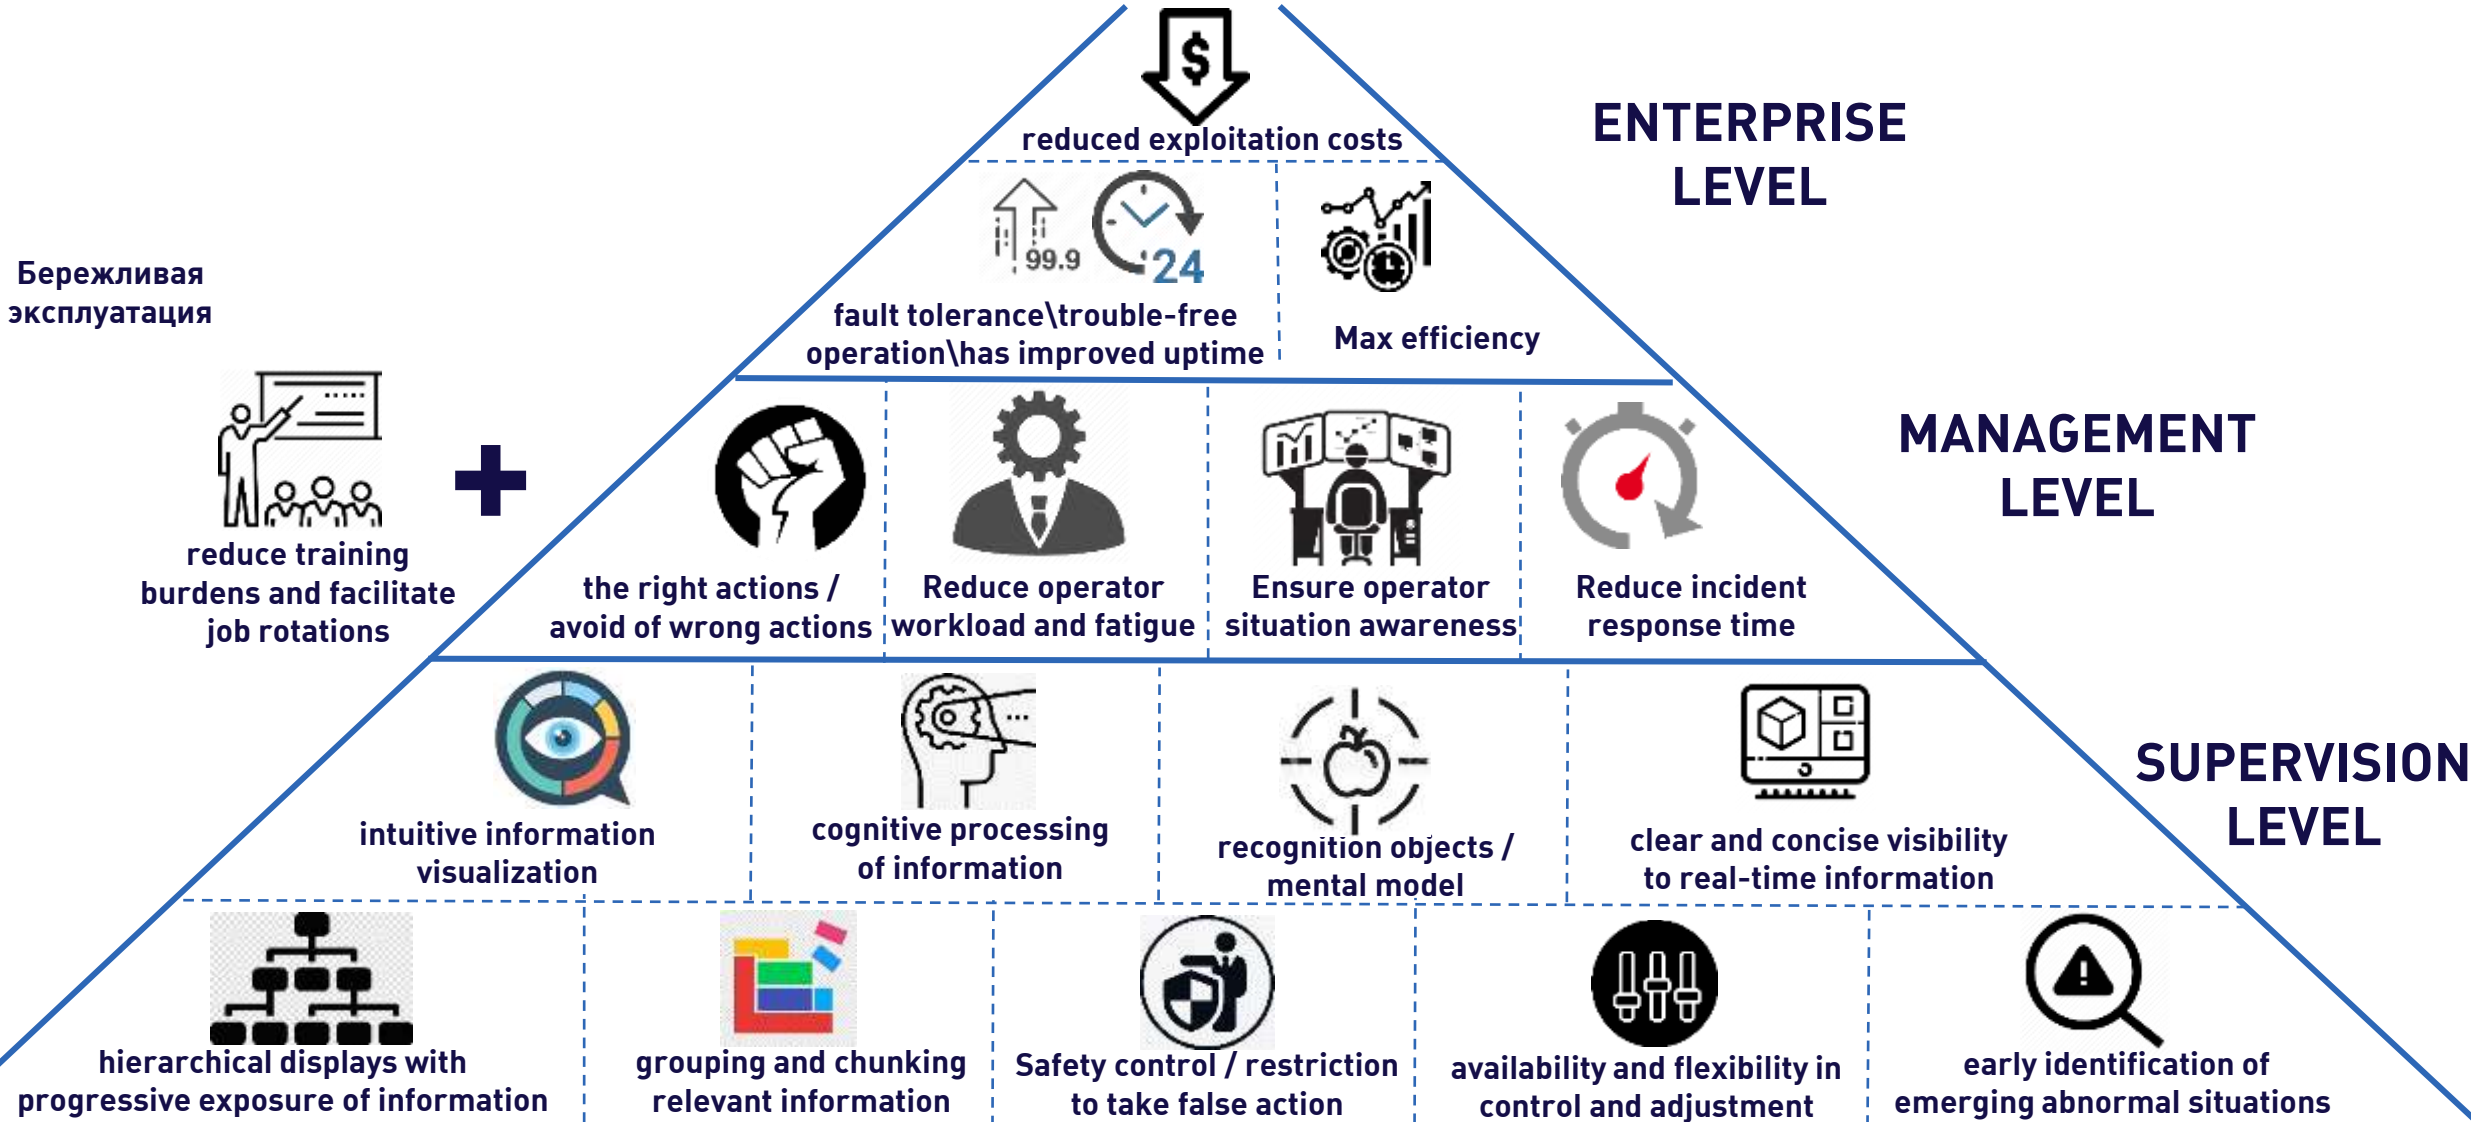 reduced exploitation costs
ENTERPRISE
LEVEL
99.9
24
fault tolerance\trouble-free
operation\has improved uptime
Max efficiency
Бережливая
эксплуатация
reduce training
burdens and facilitate
job rotations
MANAGEMENT
LEVEL
the right actions /
avoid of wrong actions
Reduce operator
workload and fatigue
Ensure operator
situation awareness
Reduce incident
response time
SUPERVISION
LEVEL
intuitive information
visualization
cognitive processing
of information
recognition objects /
mental model
clear and concise visibility
to real-time information
hierarchical displays with
progressive exposure of information
grouping and chunking
relevant information
Safety control / restriction
to take false action
availability and flexibility in
control and adjustment
early identification of
emerging abnormal situations